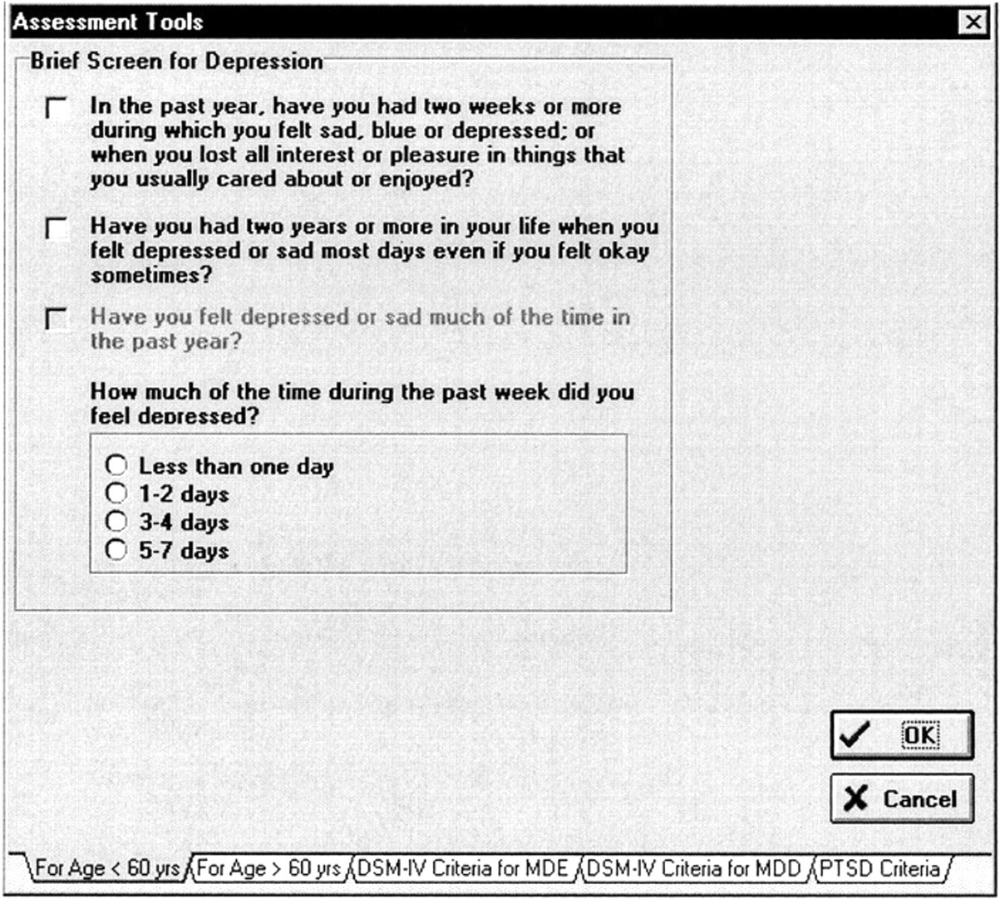 Assessment Tools
Brief Screen for Depression
In the past year, have you had two weeks or more
during which you felt sad, blue or depressed; or
when you lost all interest or pleasure in things that
you usually cared about or enjoyed?
Have you had two years or more in your life when you
felt depressed or sad most days even if you felt okay
sometimes?
Have you felt depressed or sad much of the time in
the past year?
How much of the time during the past week did you
feel depressed?
Less than one day
1-2 days
3-4 days
5-7 days
OK
Cancel
For Age < 60 yrs For Age > 60 yrs DSM-IV Criteria for MDE DSM-IV Criteria for MDD PTSD Criteria